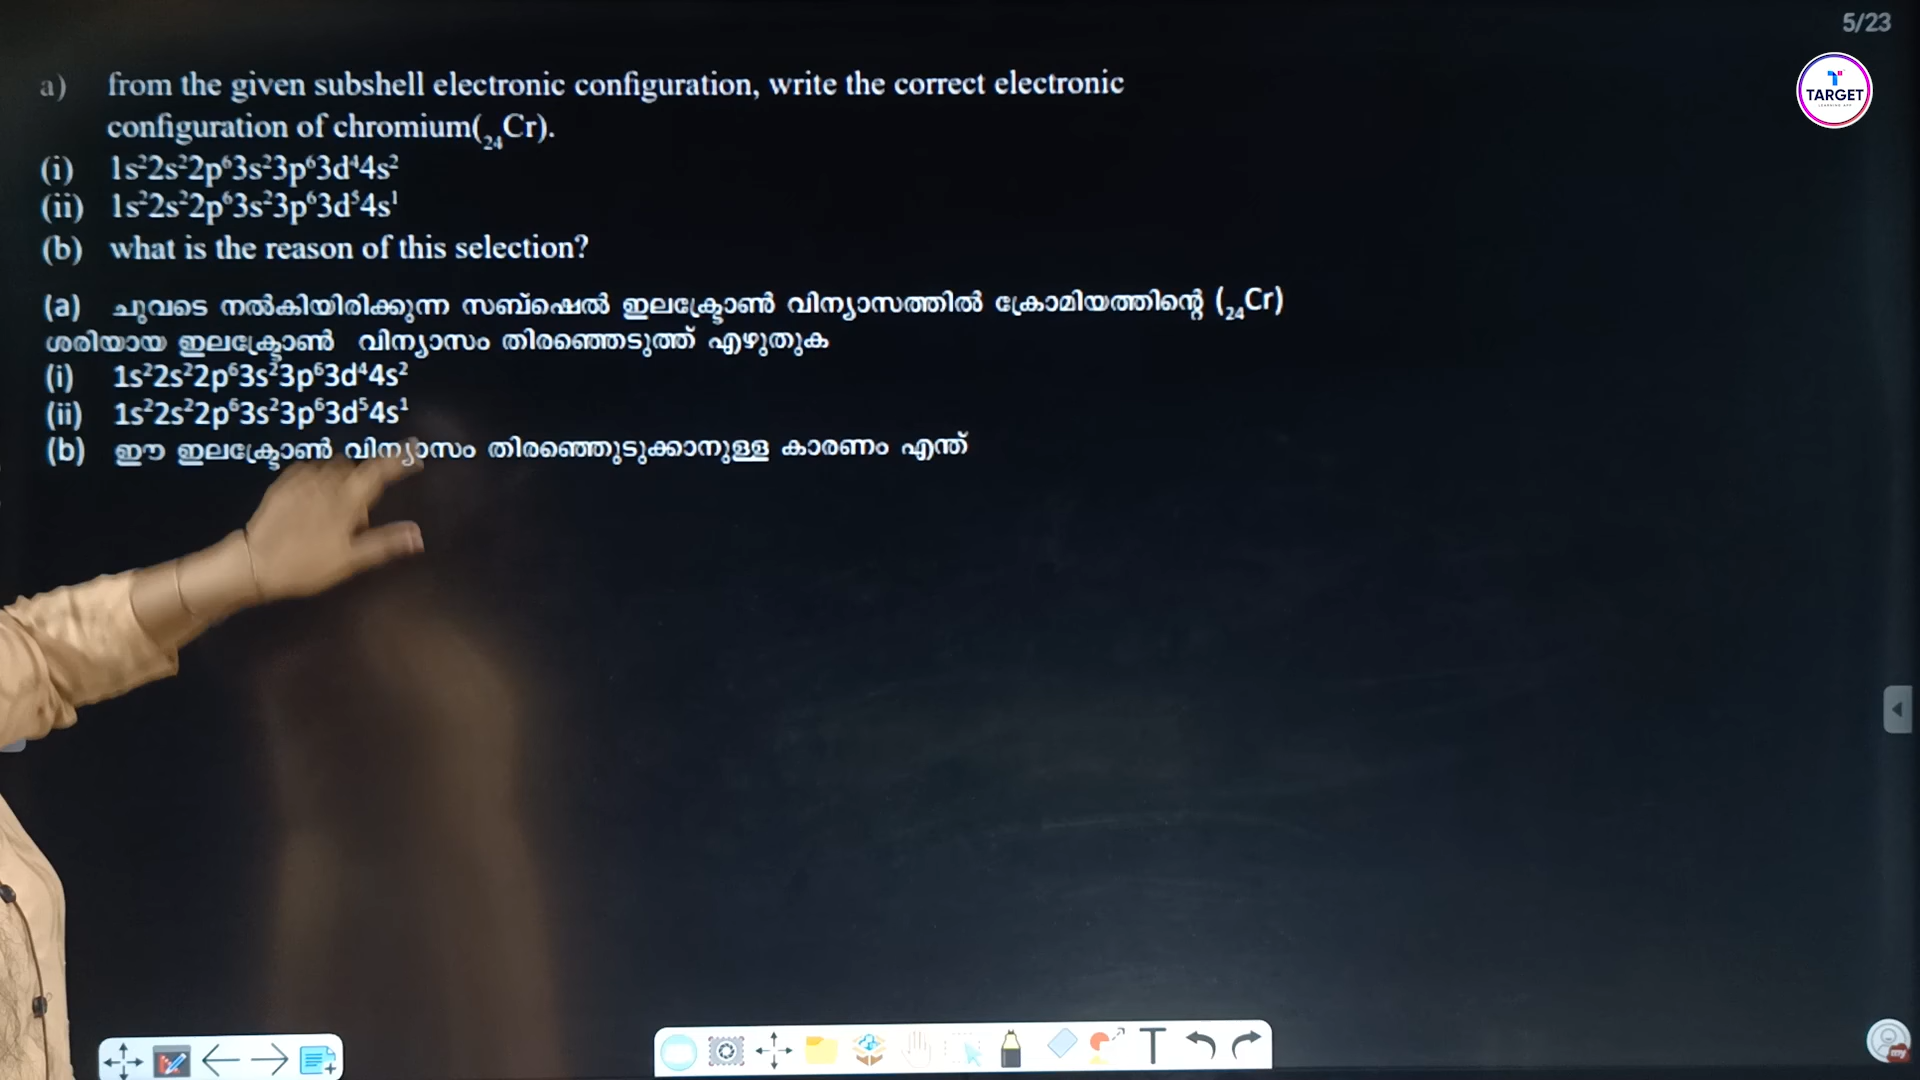 5/23
TARGET
a) from the given subshell electronic configuration, write the correct electronic
configuration of chromium(₂₄Cr).
(i) 1s²2s²2p⁶3s²3p⁶3d⁴4s²
(ii) 1s²2s²2p⁶3s²3p⁶3d⁵4s¹
(b) what is the reason of this selection?
(a) ചുവടെ നൽകിയിരിക്കുന്ന സബ്ഷെൽ ഇലക്ട്രോൺ വിന്യാസത്തിൽ ക്രോമിയത്തിന്റെ (₂₄Cr)
ശരിയായ ഇലക്ട്രോൺ വിന്യാസം തിരഞ്ഞെടുത്ത് എഴുതുക
(i) 1s²2s²2p⁶3s²3p⁶3d⁴4s²
(ii) 1s²2s²2p⁶3s²3p⁶3d⁵4s¹
(b) ഈ ഇലക്ട്രോൺ വിന്യാസം തിരഞ്ഞെുടുക്കാനുള്ള കാരണം എന്ത്
T
my